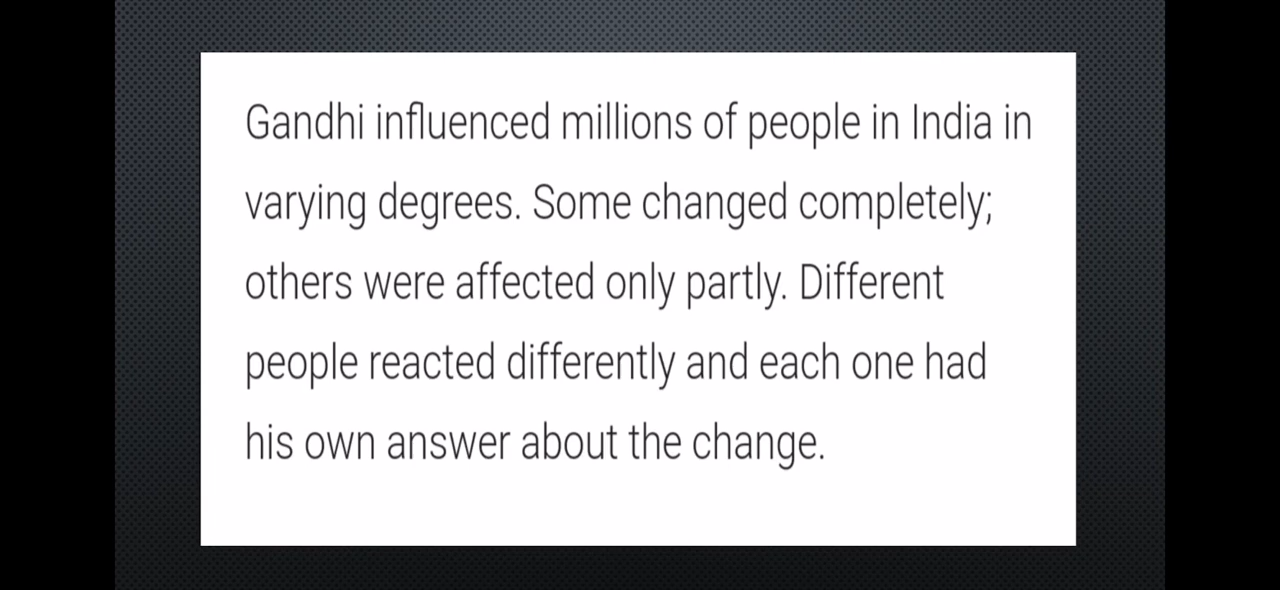 Gandhi influenced millions of people in India in
varying degrees. Some changed completely;
others were affected only partly. Different
people reacted differently and each one had
his own answer about the change.